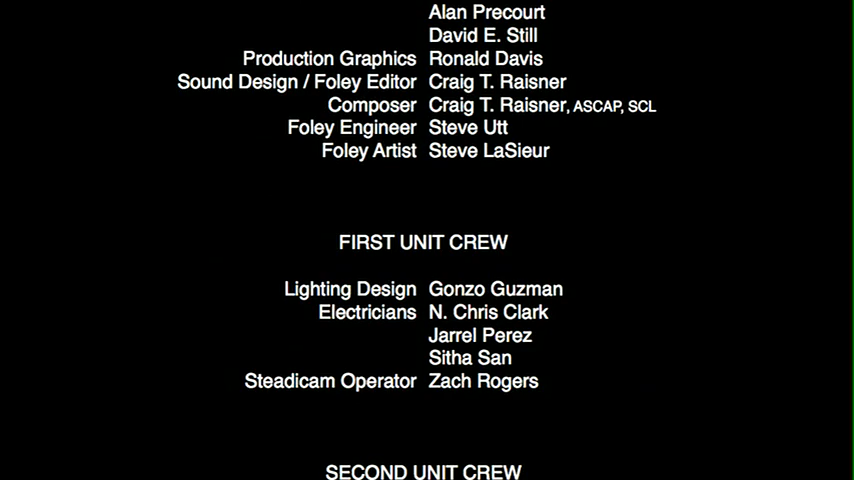 Alan Precourt
David E. Still
Production Graphics Ronald Davis
Sound Design / Foley Editor Craig T. Raisner
Composer Craig T. Raisner, ASCAP, SCL
Foley Engineer Steve Utt
Foley Artist Steve LaSieur
FIRST UNIT CREW
Lighting Design Gonzo Guzman
Electricians N. Chris Clark
Jarrel Perez
Sitha San
Steadicam Operator Zach Rogers
SECOND UNIT CREW